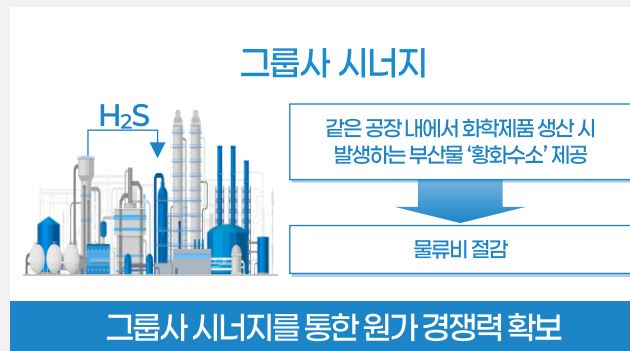 그룹사 시너지
H₂S
같은 공장 내에서 화학제품 생산 시
발생하는 부산물 ‘황화수소’ 제공
물류비 절감
그룹사 시너지를 통한 원가 경쟁력 확보